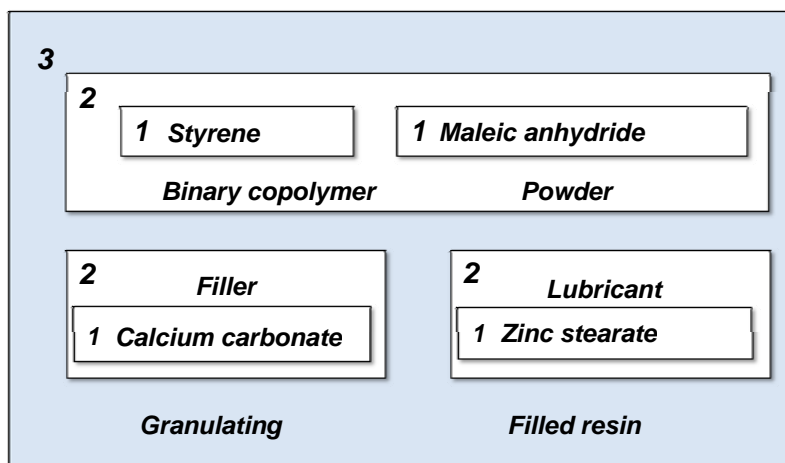 3
2
1 Styrene
1 Maleic anhydride
Binary copolymer
Powder
2
Filler
1 Calcium carbonate
2
Lubricant
1 Zinc stearate
Granulating
Filled resin